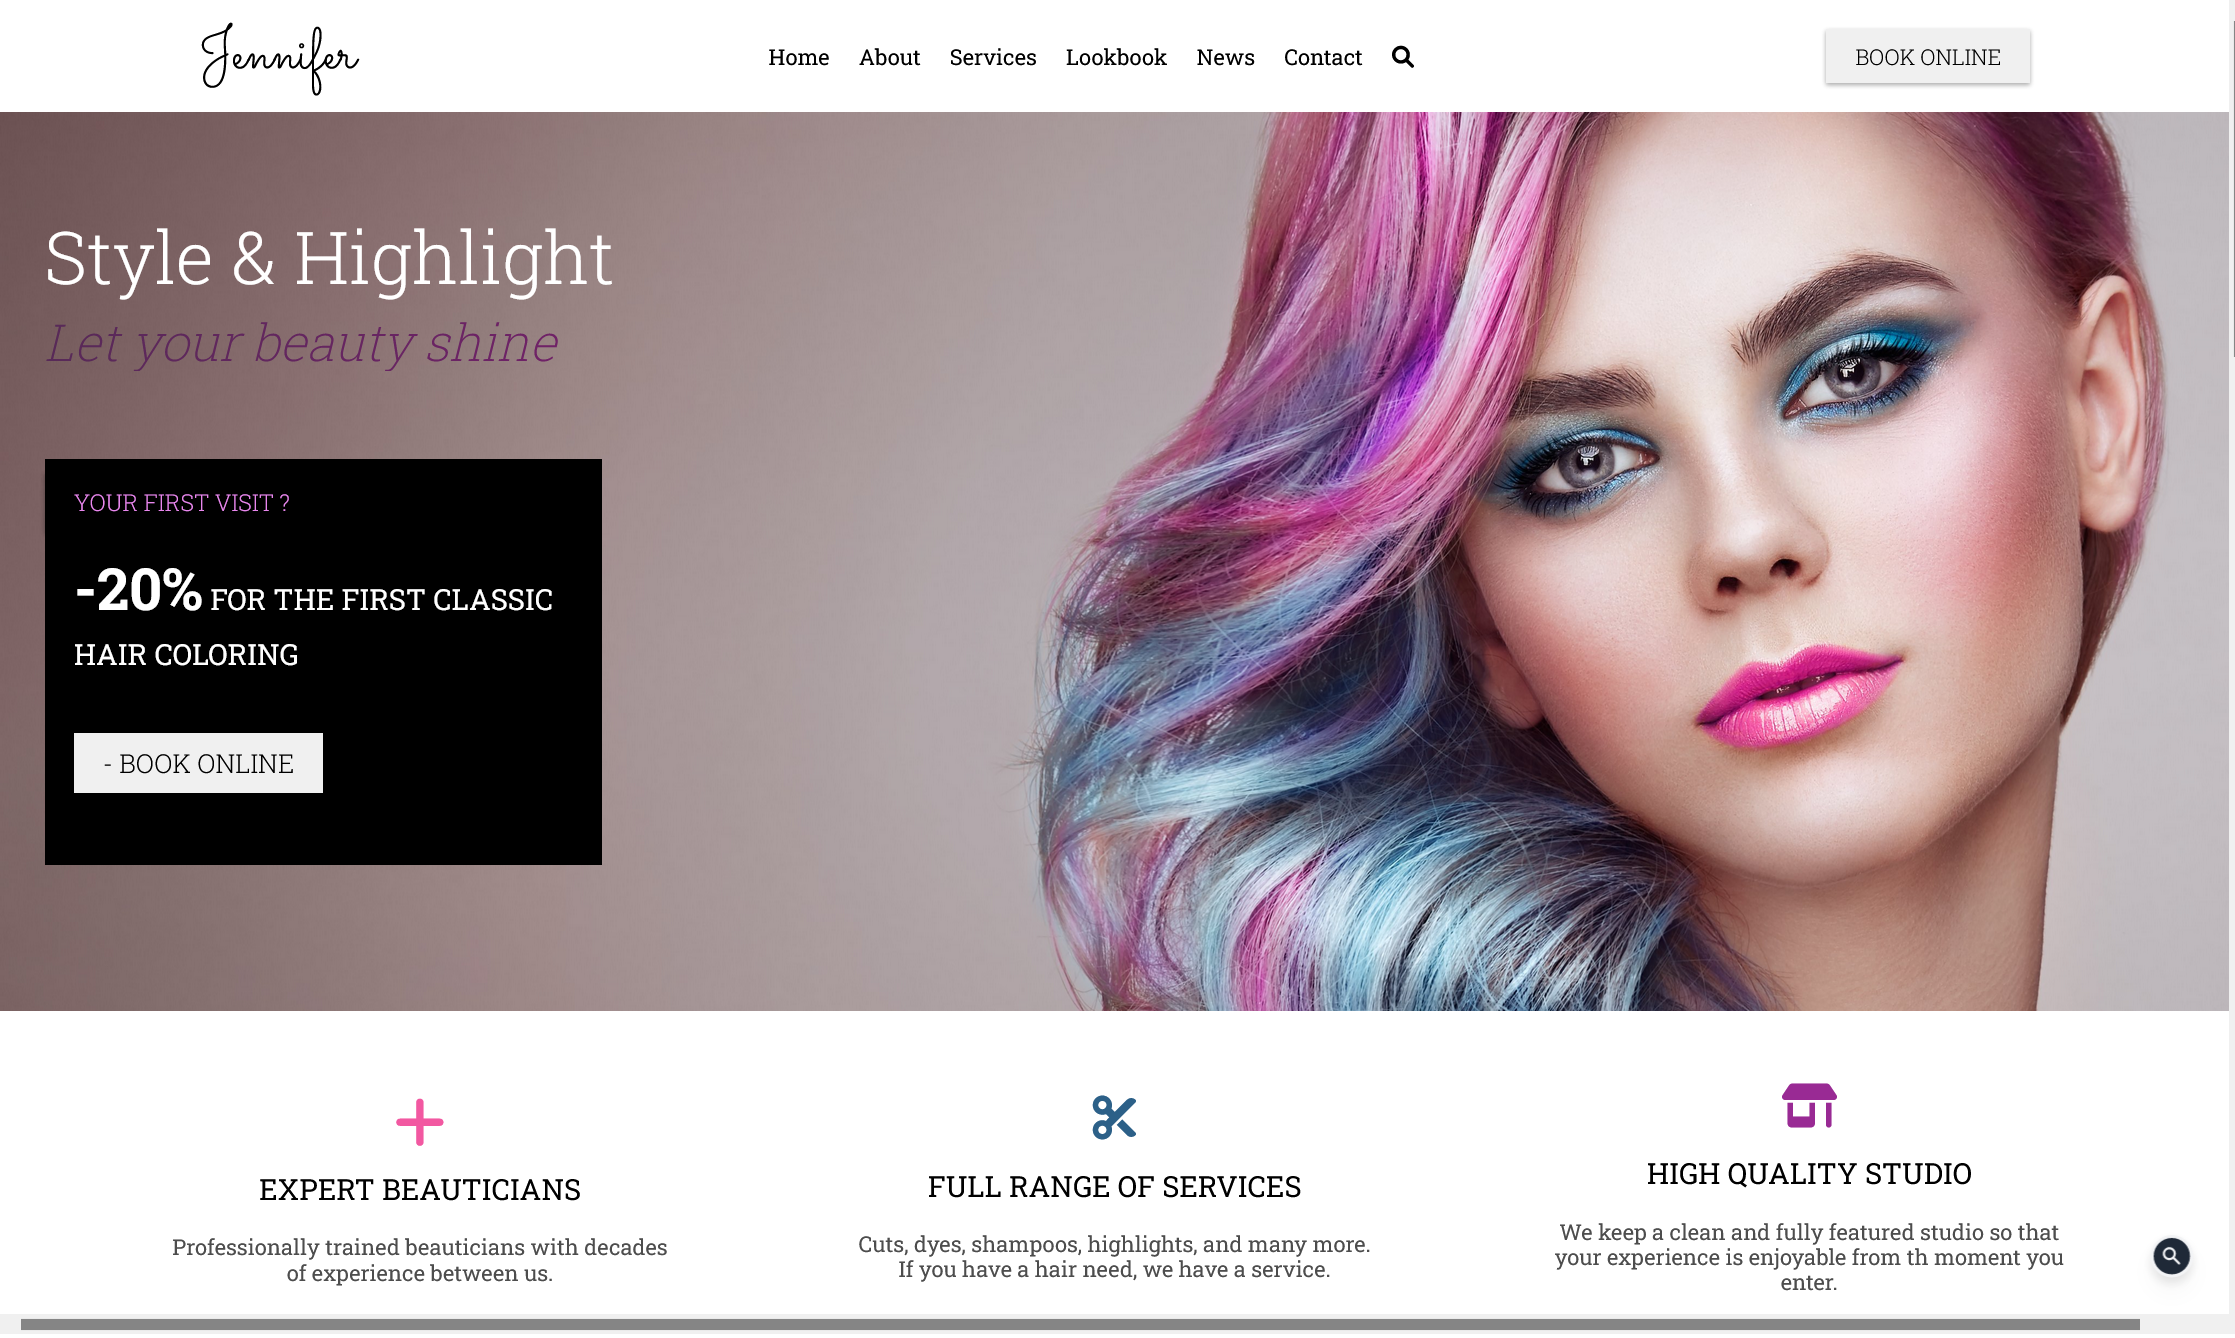 Jennifer
Home About Services Lookbook News Contact
BOOK ONLINE
Style & Highlight
Let your beauty shine
YOUR FIRST VISIT ?
-20% FOR THE FIRST CLASSIC
HAIR COLORING
- BOOK ONLINE
EXPERT BEAUTICIANS
Professionally trained beauticians with decades
of experience between us.
FULL RANGE OF SERVICES
Cuts, dyes, shampoos, highlights, and many more.
If you have a hair need, we have a service.
HIGH QUALITY STUDIO
We keep a clean and fully featured studio so that
your experience is enjoyable from th moment you
enter.